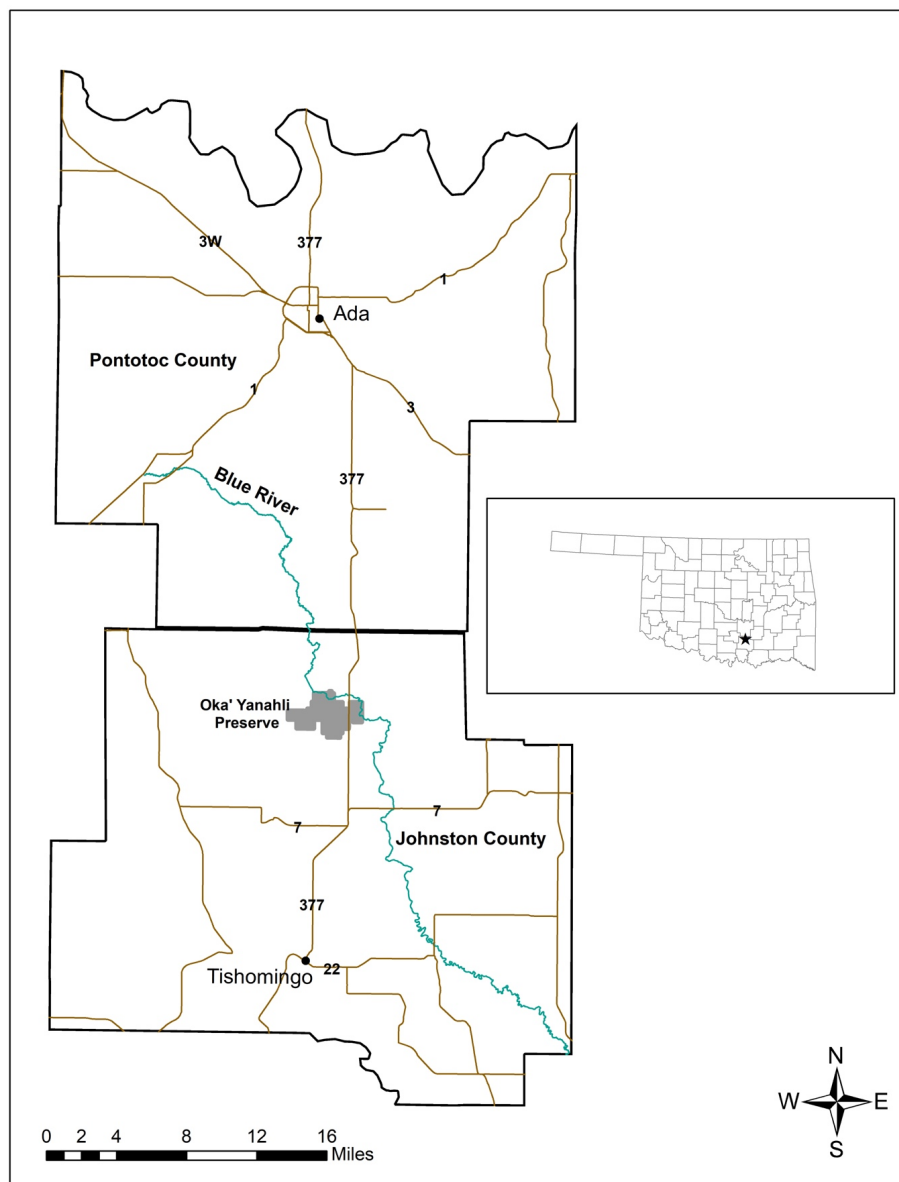 3W
377
1
Ada
Pontotoc County
1
3
Blue River
377
Oka' Yanahli
Preserve
7
7
Johnston County
377
22
Tishomingo
N
W E
S
0 2 4 8 12 16
Miles